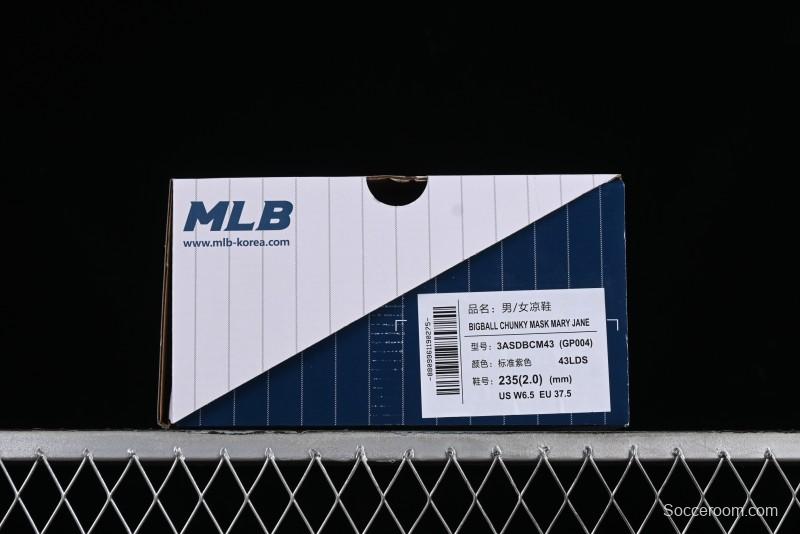 MLB
www.mlb-korea.com
品名：男/女凉鞋
BIGBALL CHUNKY MASK MARY JANE
型号：3ASDBCM43 (GP004)
颜色：标准紫色 43LDS
鞋号：235(2.0) (mm)
US W6.5 EU 37.5
-8809961190275-
Socceroom.com